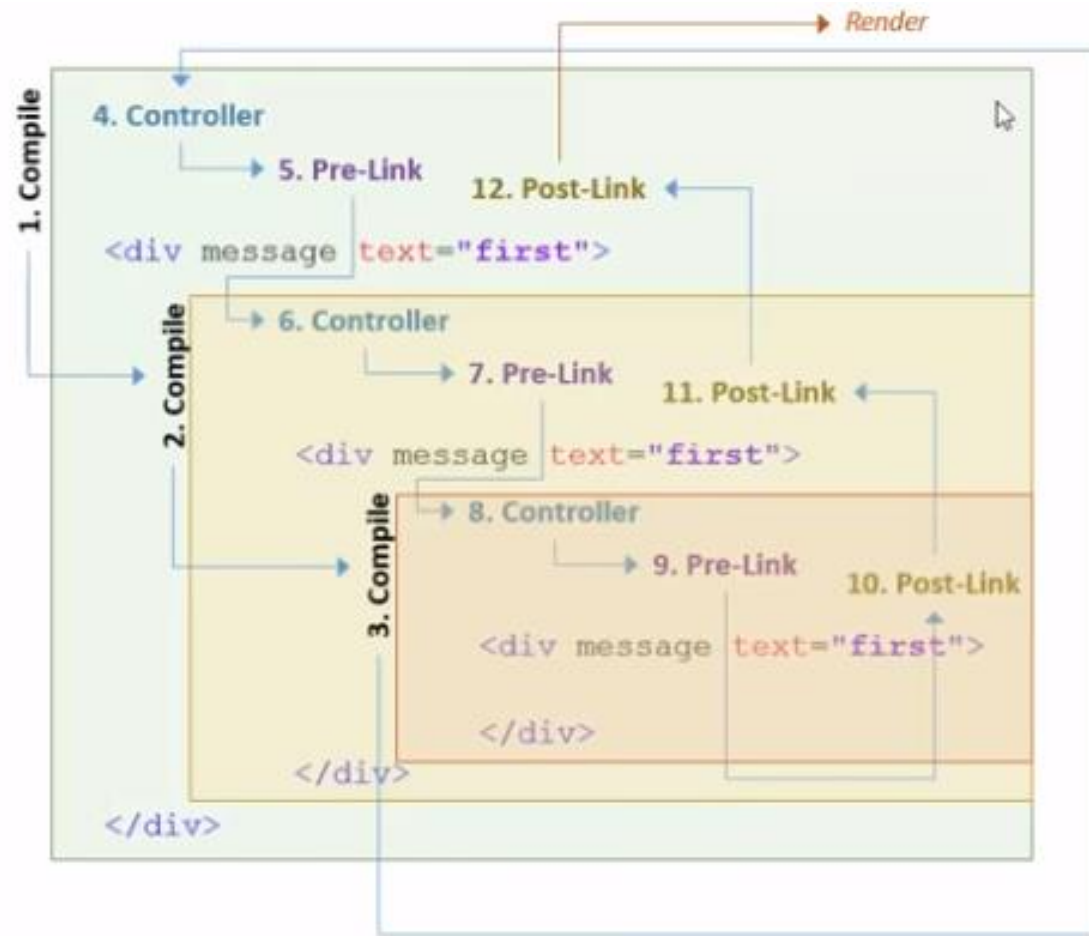 Render
1. Compile
4. Controller
5. Pre-Link
12. Post-Link
<div message text="first">
2. Compile
6. Controller
7. Pre-Link
11. Post-Link
<div message text="first">
3. Compile
8. Controller
9. Pre-Link
10. Post-Link
<div message text="first">
</div>
</div>
</div>